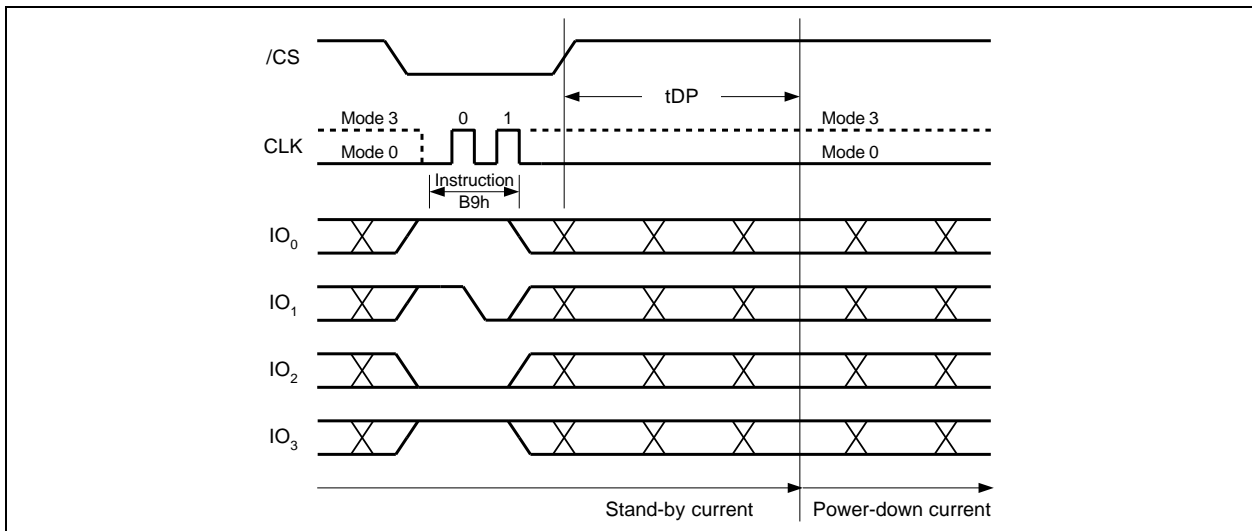 /CS
tDP
Mode 3 0 1 Mode 3
CLK
Mode 0 Mode 0
Instruction
B9h
IO0
IO1
IO2
IO3
Stand-by current Power-down current